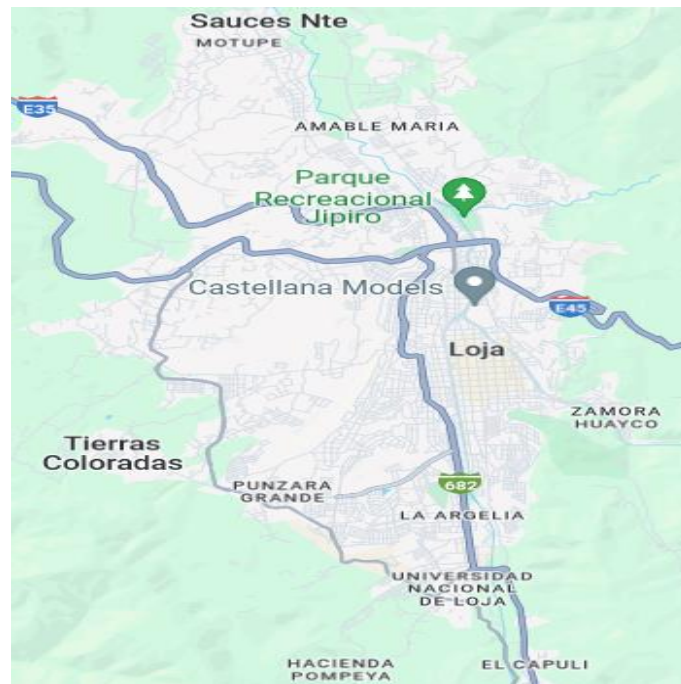 Sauces Nte
MOTUPE
E35
AMABLE MARIA
Parque
Recreacional
Jipiro
Castellana Models
E45
Loja
ZAMORA
HUAYCO
Tierras
Coloradas
PUNZARA
GRANDE
682
LA ARGELIA
UNIVERSIDAD
NACIONAL
DE LOJA
HACIENDA
POMPEYA
EL CAPULI